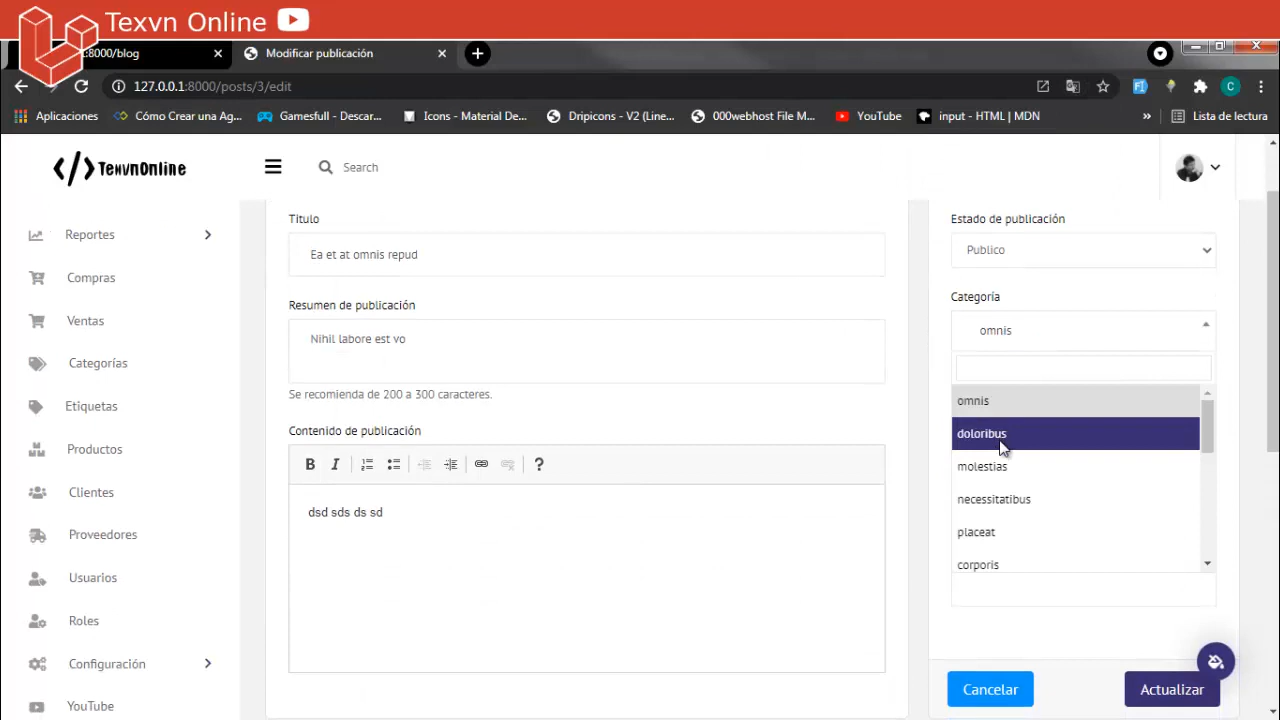 Texvn Online
:8000/blog
Modificar publicación
127.0.0.1:8000/posts/3/edit
Aplicaciones
Cómo Crear una Ag...
Gamesfull - Descar...
Icons - Material De...
Dripicons - V2 (Line...
000webhost File M...
YouTube
input - HTML | MDN
»
Lista de lectura
</> TexvnOnline
Search
Reportes
Compras
Ventas
Categorías
Etiquetas
Productos
Clientes
Proveedores
Usuarios
Roles
Configuración
YouTube
Titulo
Ea et at omnis repud
Resumen de publicación
Nihil labore est vo
Se recomienda de 200 a 300 caracteres.
Contenido de publicación
B I ?
dsd sds ds sd
Estado de publicación
Publico
Categoría
omnis
omnis
doloribus
molestias
necessitatibus
placeat
corporis
Cancelar
Actualizar